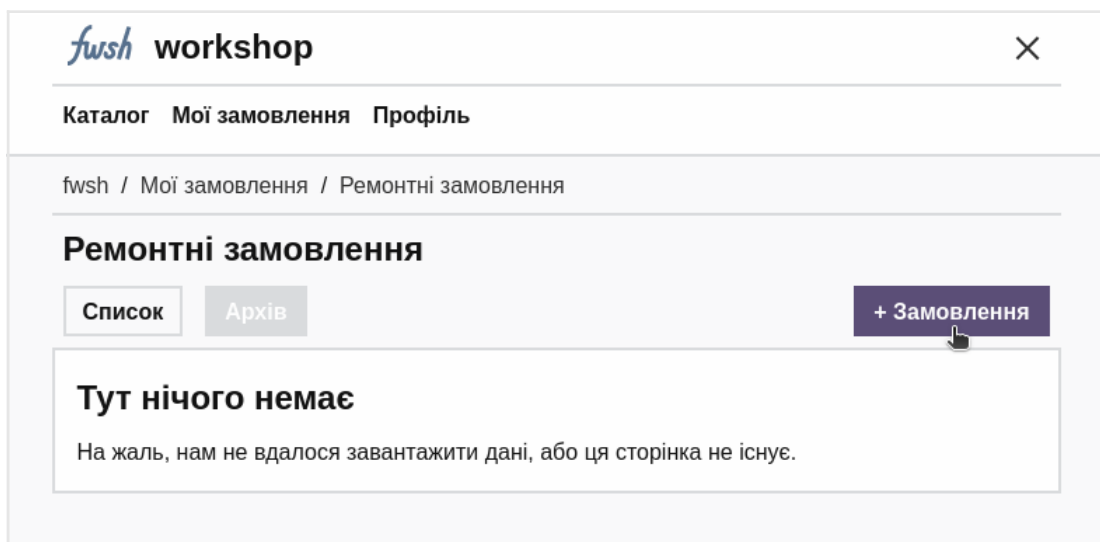 fwsh workshop
Каталог Мої замовлення Профіль
fwsh / Мої замовлення / Ремонтні замовлення
Ремонтні замовлення
Список Архів + Замовлення
Тут нічого немає
На жаль, нам не вдалося завантажити дані, або ця сторінка не існує.